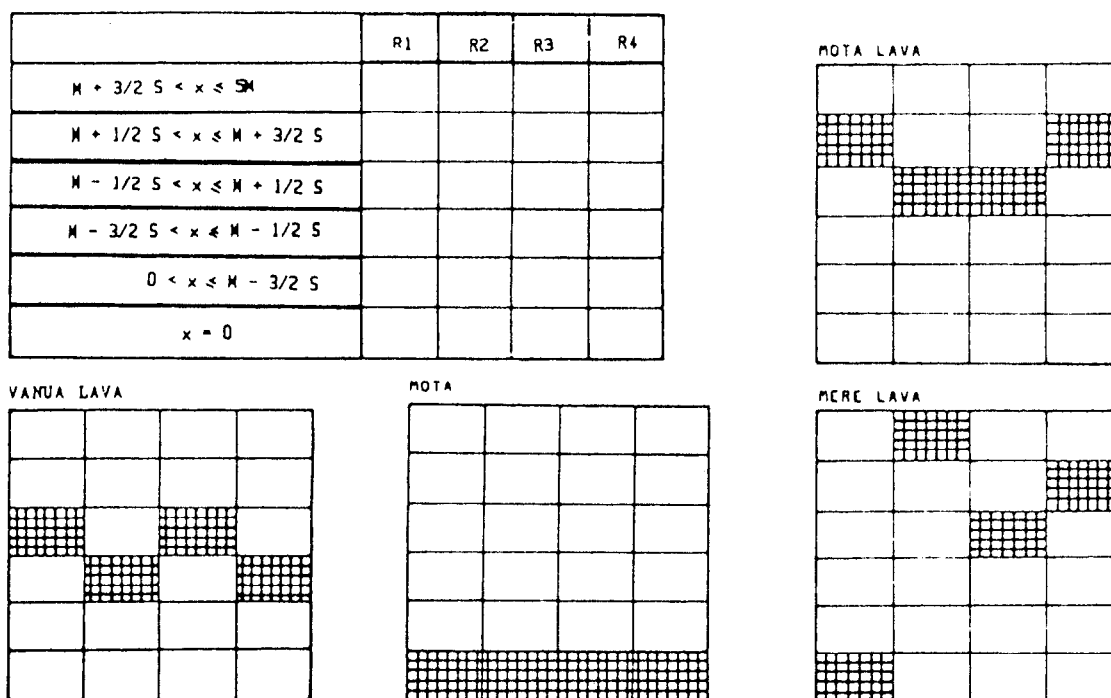 R1 R2 R3 R4
M + 3/2 S < x ≤ 5M
M + 1/2 S < x ≤ M + 3/2 S
M - 1/2 S < x ≤ M + 1/2 S
M - 3/2 S < x ≤ M - 1/2 S
0 < x ≤ M - 3/2 S
x = 0
MOTA LAVA
VANUA LAVA
MOTA
MERE LAVA